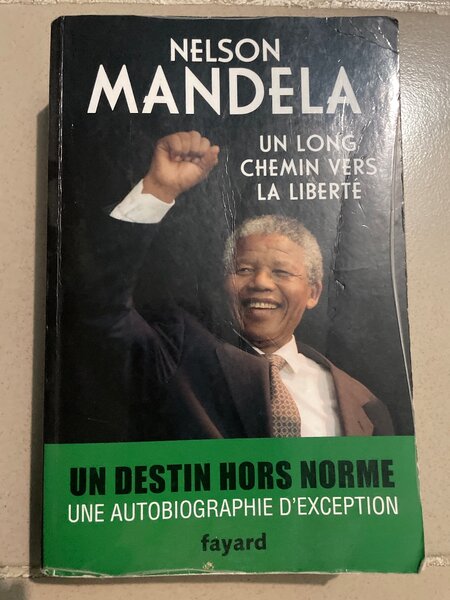 NELSON
MANDELA
UN LONG
CHEMIN VERS
LA LIBERTÉ
UN DESTIN HORS NORME
UNE AUTOBIOGRAPHIE D'EXCEPTION
fayard